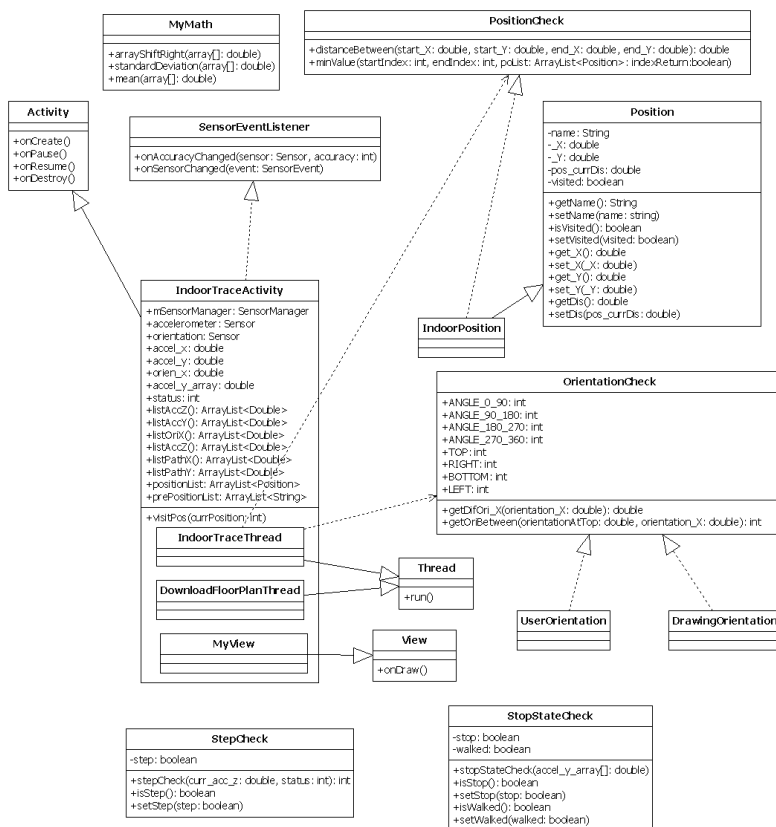 MyMath
+arrayShiftRight(array[]: double)
+standardDeviation(array[]: double)
+mean(array[]: double)
PositionCheck
+distanceBetween(start_X: double, start_Y: double, end_X: double, end_Y: double): double
+minValue(startIndex: int, endIndex: int, poList: ArrayList<Position>: indexReturn:boolean)
Activity
+onCreate()
+onPause()
+onResume()
+onDestroy()
SensorEventListener
+onAccuracyChanged(sensor: Sensor, accuracy: int)
+onSensorChanged(event: SensorEvent)
Position
-name: String
-_X: double
-_Y: double
-pos_currDis: double
-visited: boolean
+getName(): String
+setName(name: string)
+isVisited(): boolean
+setVisited(visited: boolean)
+get_X(): double
+set_X(_X: double)
+get_Y(): double
+set_Y(_Y: double)
+getDis(): double
+setDis(pos_currDis: double)
IndoorTraceActivity
+mSensorManager: SensorManager
+accelerometer: Sensor
+orientation: Sensor
+accel_x: double
+accel_y: double
+orien_x: double
+accel_y_array: double
+status: int
+listAccZ(): ArrayList<Double>
+listAccY(): ArrayList<Double>
+listOriX(): ArrayList<Double>
+listAccZ(): ArrayList<Double>
+listPathX(): ArrayList<Double>
+listPathY: ArrayList<Double>
+positionList: ArrayList<Position>
+prePositionList: ArrayList<String>
+visitPos(currPosition: int)
IndoorPosition
OrientationCheck
+ANGLE_0_90: int
+ANGLE_90_180: int
+ANGLE_180_270: int
+ANGLE_270_360: int
+TOP: int
+RIGHT: int
+BOTTOM: int
+LEFT: int
+getDifOri_X(orientation_X: double): double
+getOriBetween(orientationAtTop: double, orientation_X: double): int
IndoorTraceThread
DownloadFloorPlanThread
Thread
+run()
MyView
View
+onDraw()
UserOrientation
DrawingOrientation
StepCheck
-step: boolean
+stepCheck(curr_acc_z: double, status: int): int
+isStep(): boolean
+setStep(step: boolean)
StopStateCheck
-stop: boolean
-walked: boolean
+stopStateCheck(accel_y_array[]: double)
+isStop(): boolean
+setStop(stop: boolean)
+isWalked(): boolean
+setWalked(walked: boolean)